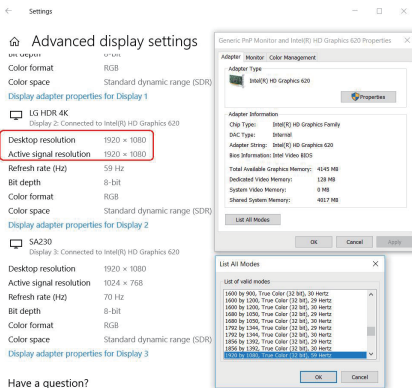 Settings
Advanced display settings
Bit depth 8-bit
Color format RGB
Color space Standard dynamic range (SDR)
Display adapter properties for Display 1
LG HDR 4K
Display 2: Connected to Intel(R) HD Graphics 620
Desktop resolution 1920 × 1080
Active signal resolution 1920 × 1080
Refresh rate (Hz) 59 Hz
Bit depth 8-bit
Color format RGB
Color space Standard dynamic range (SDR)
Display adapter properties for Display 2
SA230
Display 3: Connected to Intel(R) HD Graphics 620
Desktop resolution 1920 × 1080
Active signal resolution 1024 × 768
Refresh rate (Hz) 70 Hz
Bit depth 8-bit
Color format RGB
Color space Standard dynamic range (SDR)
Display adapter properties for Display 3
Have a question?
Generic PnP Monitor and Intel(R) HD Graphics 620 Properties
Adapter Monitor Color Management
Adapter Type
Intel(R) HD Graphics 620
Properties
Adapter Information
Chip Type: Intel(R) HD Graphics Family
DAC Type: Internal
Adapter String: Intel(R) HD Graphics 620
Bios Information: Intel Video BIOS
Total Available Graphics Memory: 4145 MB
Dedicated Video Memory: 128 MB
System Video Memory: 0 MB
Shared System Memory: 4017 MB
List All Modes
OK Cancel Apply
List All Modes
List of valid modes
1600 by 900, True Color (32 bit), 30 Hertz
1600 by 1200, True Color (32 bit), 29 Hertz
1600 by 1200, True Color (32 bit), 30 Hertz
1680 by 1050, True Color (32 bit), 29 Hertz
1680 by 1050, True Color (32 bit), 30 Hertz
1792 by 1344, True Color (32 bit), 29 Hertz
1792 by 1344, True Color (32 bit), 30 Hertz
1856 by 1392, True Color (32 bit), 29 Hertz
1856 by 1392, True Color (32 bit), 30 Hertz
1920 by 1080, True Color (32 bit), 59 Hertz
OK Cancel